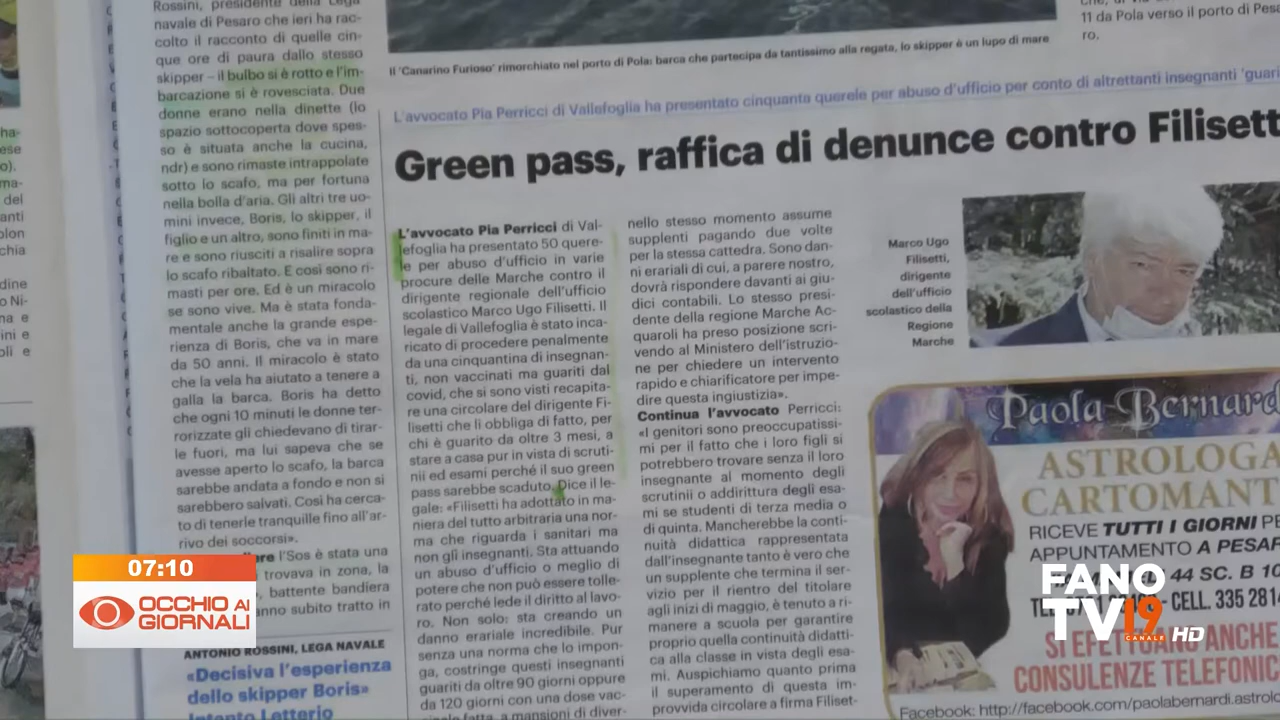 Rossini, presidente della Lega
navale di Pesaro che ieri ha rac-
colto il racconto di quelle cin-
que ore di paura dallo stesso
skipper – il bulbo si è rotto e l'im-
barcazione si è rovesciata. Due
donne erano nella dinette (lo
spazio sottocoperta dove spes-
so è situata anche la cucina,
ndr) e sono rimaste intrappolate
sotto lo scafo, ma per fortuna
nella bolla d'aria. Gli altri tre uo-
mini invece, Boris, lo skipper, il
figlio e un altro, sono finiti in ma-
re e sono riusciti a risalire sopra
lo scafo ribaltato. E così sono ri-
masti per ore. Ed è un miracolo
se sono vive. Ma è stata fonda-
mentale anche la grande espe-
rienza di Boris, che va in mare
da 50 anni. Il miracolo è stato
che la vela ha aiutato a tenere a
galla la barca. Boris ha detto
che ogni 10 minuti le donne ter-
rorizzate gli chiedevano di tirar-
le fuori, ma lui sapeva che se
avesse aperto lo scafo, la barca
sarebbe andata a fondo e non si
sarebbero salvati. Così ha cerca-
to di tenerle tranquille fino all'ar-
rivo dei soccorsi».
l'Sos è stata una
trovava in zona, la
battente bandiera
anno subito tratto in
ANTONIO ROSSINI, LEGA NAVALE
«Decisiva l'esperienza
dello skipper Boris»
Intanto Letterio
11 da Pola verso il porto di Pesa
ro.
Il 'Canarino Furioso' rimorchiato nel porto di Pola: barca che partecipa da tantissimo alla regata, lo skipper è un lupo di mare
L'avvocato Pia Perricci di Vallefoglia ha presentato cinquanta querele per abuso d'ufficio per conto di altrettanti insegnanti 'guari
Green pass, raffica di denunce contro Filisett
L'avvocato Pia Perricci di Val-
lefoglia ha presentato 50 quere-
le per abuso d'ufficio in varie
procure delle Marche contro il
dirigente regionale dell'ufficio
scolastico Marco Ugo Filisetti. Il
legale di Vallefoglia è stato inca-
ricato di procedere penalmente
da una cinquantina di insegnan-
ti, non vaccinati ma guariti dal
covid, che si sono visti recapita-
re una circolare del dirigente Fi-
lisetti che li obbliga di fatto, per
chi è guarito da oltre 3 mesi, a
stare a casa pur in vista di scruti-
nii ed esami perché il suo green
pass sarebbe scaduto. Dice il le-
gale: «Filisetti ha adottato in ma-
niera del tutto arbitraria una nor-
ma che riguarda i sanitari ma
non gli insegnanti. Sta attuando
un abuso d'ufficio o meglio di
potere che non può essere tolle-
rato perché lede il diritto al lavo-
ro. Non solo: sta creando un
danno erariale incredibile. Pur
senza una norma che lo impon-
ga, costringe questi insegnanti
guariti da oltre 90 giorni oppure
da 120 giorni con una dose vac-
cinale fatta, a mansioni di diver-
nello stesso momento assume
supplenti pagando due volte
per la stessa cattedra. Sono dan-
ni erariali di cui, a parere nostro,
dovrà rispondere davanti ai giu-
dici contabili. Lo stesso presi-
dente della regione Marche Ac-
quaroli ha preso posizione scri-
vendo al Ministero dell'istruzio-
ne per chiedere un intervento
rapido e chiarificatore per impe-
dire questa ingiustizia».
Continua l'avvocato Perricci:
«I genitori sono preoccupatissi-
mi per il fatto che i loro figli si
potrebbero trovare senza il loro
insegnante al momento degli
scrutinii o addirittura degli esa-
mi se studenti di terza media o
di quinta. Mancherebbe la conti-
nuità didattica rappresentata
dall'insegnante tanto è vero che
un supplente che termina il ser-
vizio per il rientro del titolare
agli inizi di maggio, è tenuto a ri-
manere a scuola per garantire
proprio quella continuità didatti-
ca alla classe in vista degli esa-
mi. Auspichiamo quanto prima
il superamento di questa im-
provvida circolare a firma Filiset-
Marco Ugo
Filisetti,
dirigente
dell'ufficio
scolastico della
Regione
Marche
Paola Bernard
ASTROLOGA
CARTOMANT
RICEVE TUTTI I GIORNI PE
APPUNTAMENTO A PESAR
44 SC. B 10
CELL. 335 281
SI EFFETTUANO ANCHE
CONSULENZE TELEFONIC
Facebook: http://facebook.com/paolabernardi.astrolo
07:10
OCCHIO AI
GIORNALI
FANO
TV19
CANALE HD